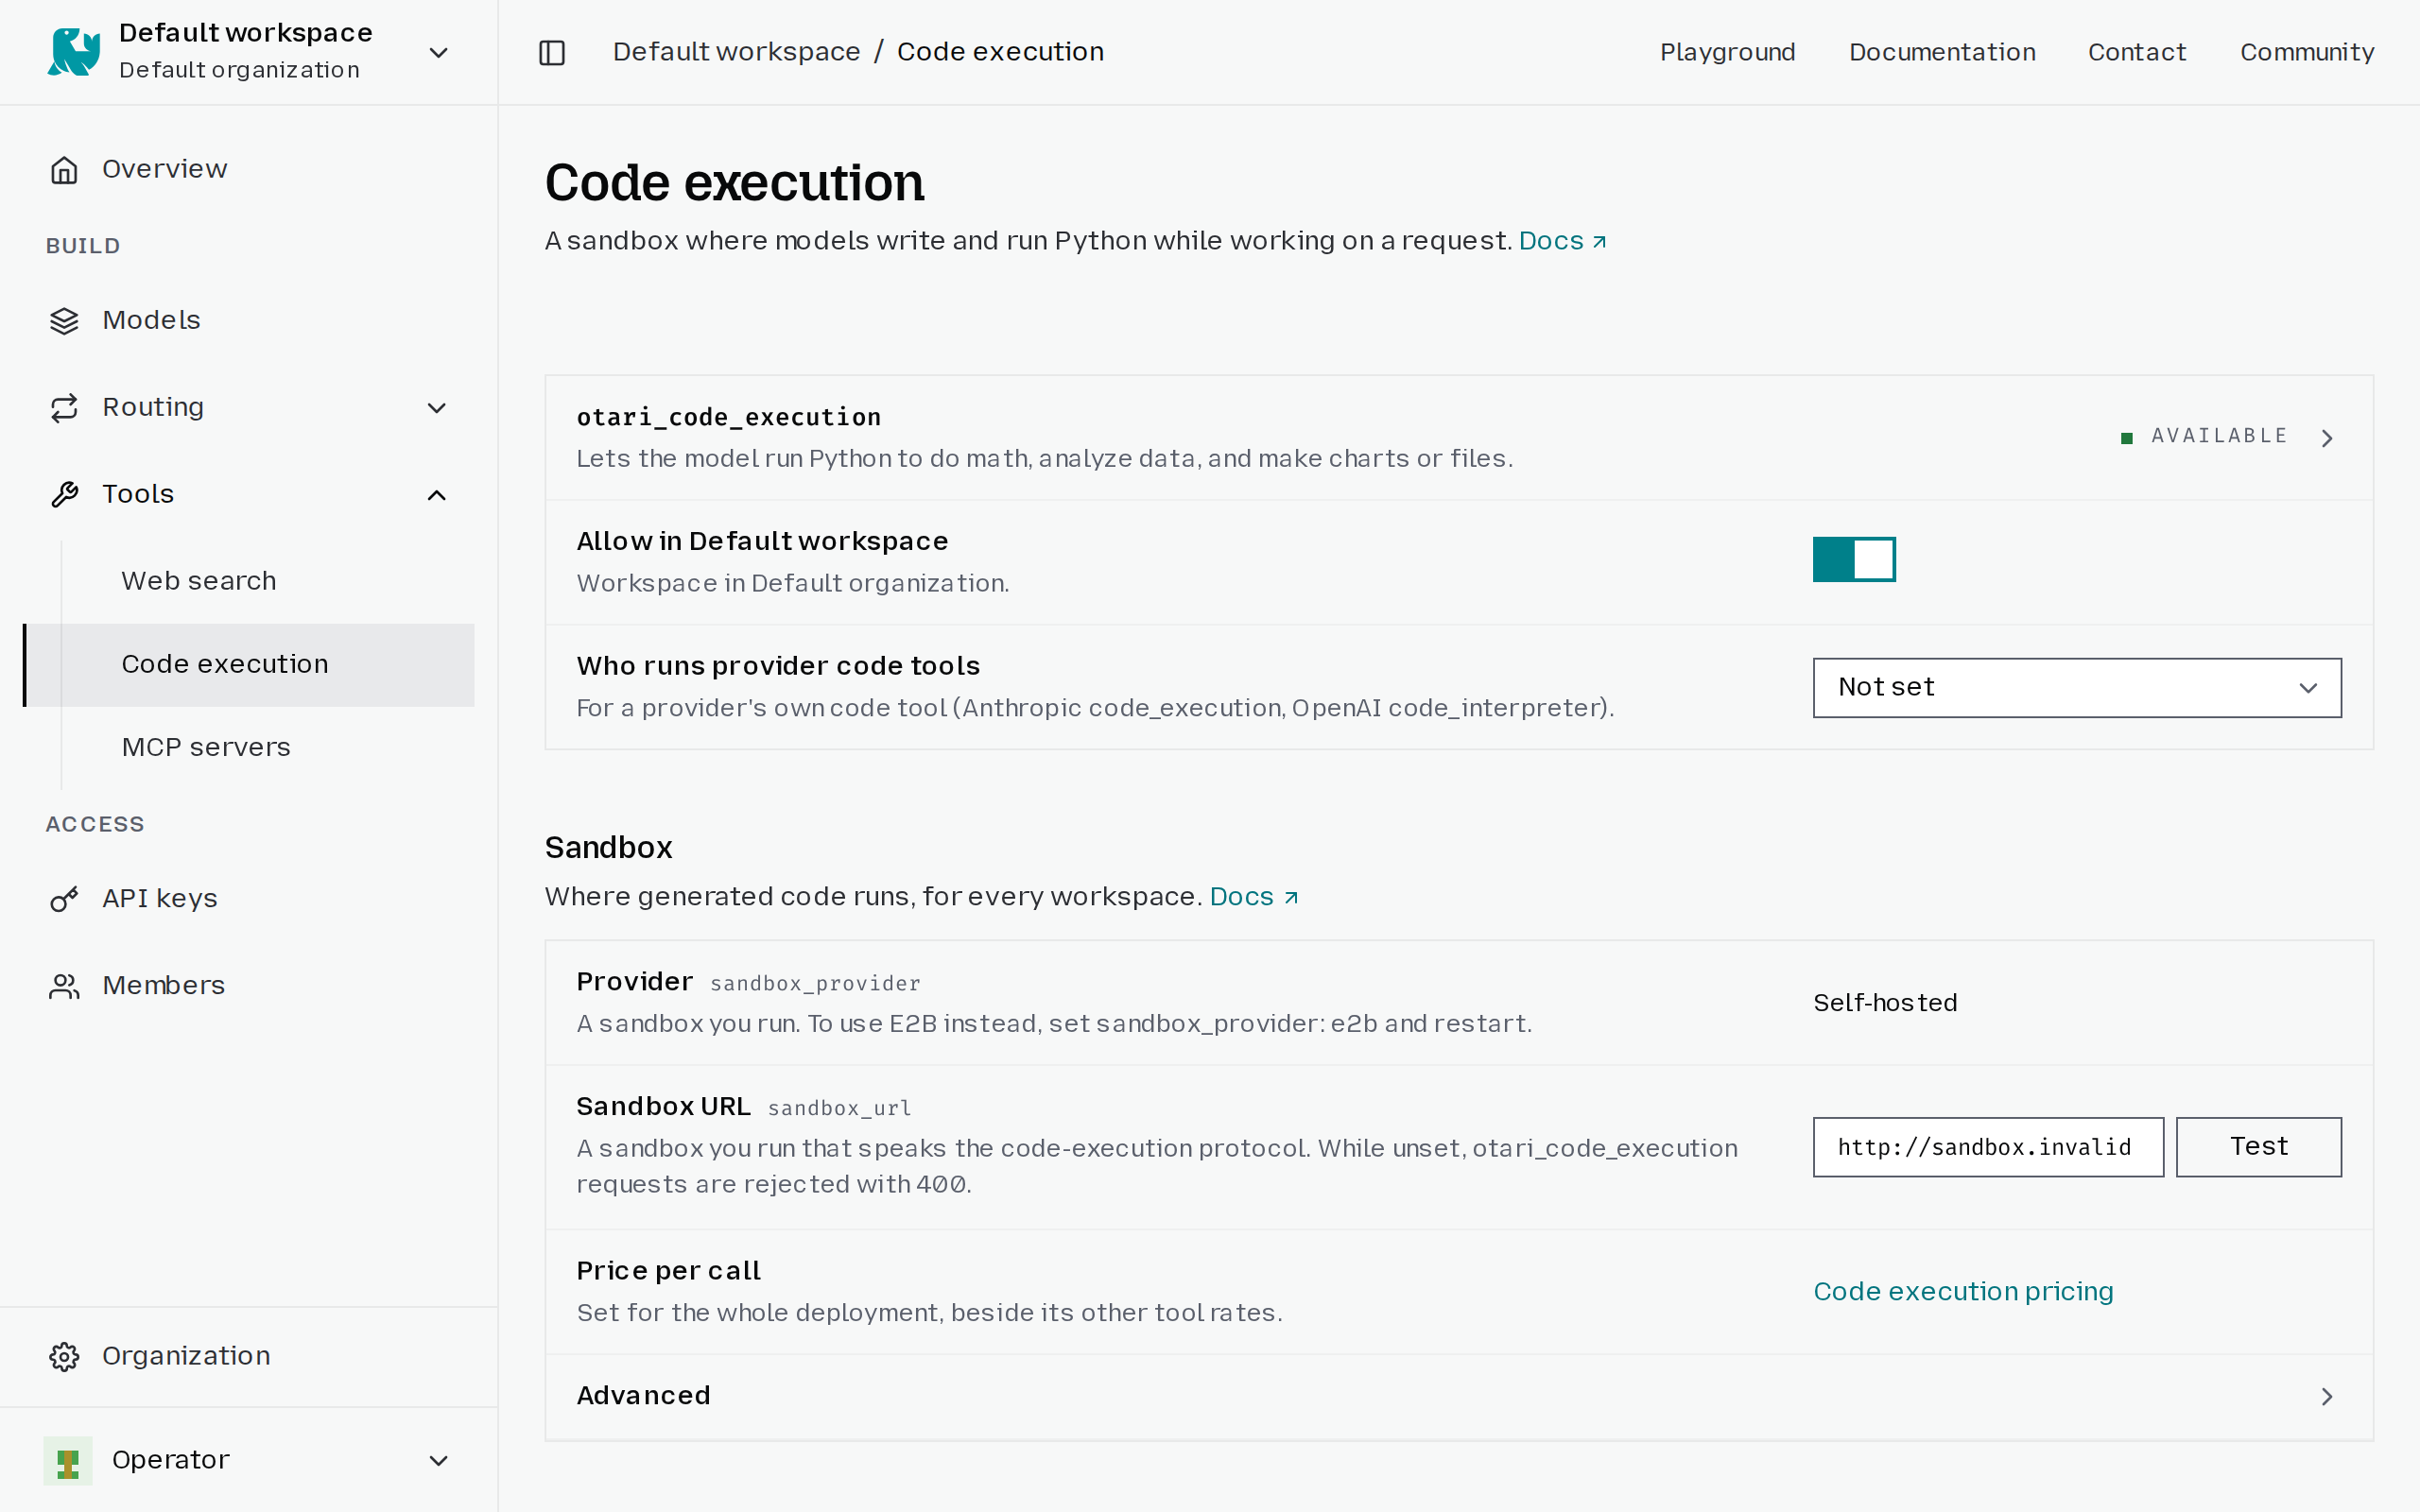 Default workspace
Default organization
Default workspace / Code execution
Playground
Documentation
Contact
Community
Overview
BUILD
Models
Routing
Tools
Web search
Code execution
MCP servers
ACCESS
API keys
Members
Organization
Operator
Code execution
A sandbox where models write and run Python while working on a request. Docs
otari_code_execution
Lets the model run Python to do math, analyze data, and make charts or files.
AVAILABLE
Allow in Default workspace
Workspace in Default organization.
Who runs provider code tools
For a provider's own code tool (Anthropic code_execution, OpenAI code_interpreter).
Not set
Sandbox
Where generated code runs, for every workspace. Docs
Provider sandbox_provider
A sandbox you run. To use E2B instead, set sandbox_provider: e2b and restart.
Self-hosted
Sandbox URL sandbox_url
A sandbox you run that speaks the code-execution protocol. While unset, otari_code_execution
requests are rejected with 400.
http://sandbox.invalid
Test
Price per call
Set for the whole deployment, beside its other tool rates.
Code execution pricing
Advanced